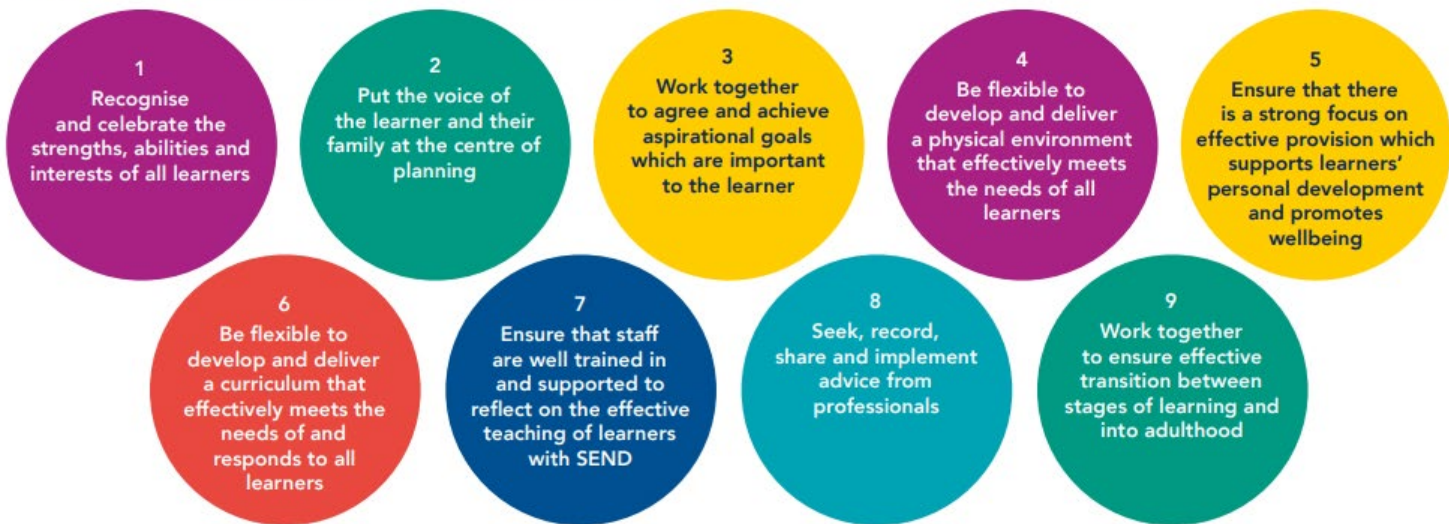 1
Recognise
and celebrate the
strengths, abilities and
interests of all learners
2
Put the voice of
the learner and their
family at the centre of
planning
3
Work together
to agree and achieve
aspirational goals
which are important
to the learner
4
Be flexible to
develop and deliver
a physical environment
that effectively meets
the needs of all
learners
5
Ensure that there
is a strong focus on
effective provision which
supports learners’
personal development
and promotes
wellbeing
6
Be flexible to
develop and deliver
a curriculum that
effectively meets the
needs of and
responds to all
learners
7
Ensure that staff
are well trained in
and supported to
reflect on the effective
teaching of learners
with SEND
8
Seek, record,
share and implement
advice from
professionals
9
Work together
to ensure effective
transition between
stages of learning and
into adulthood